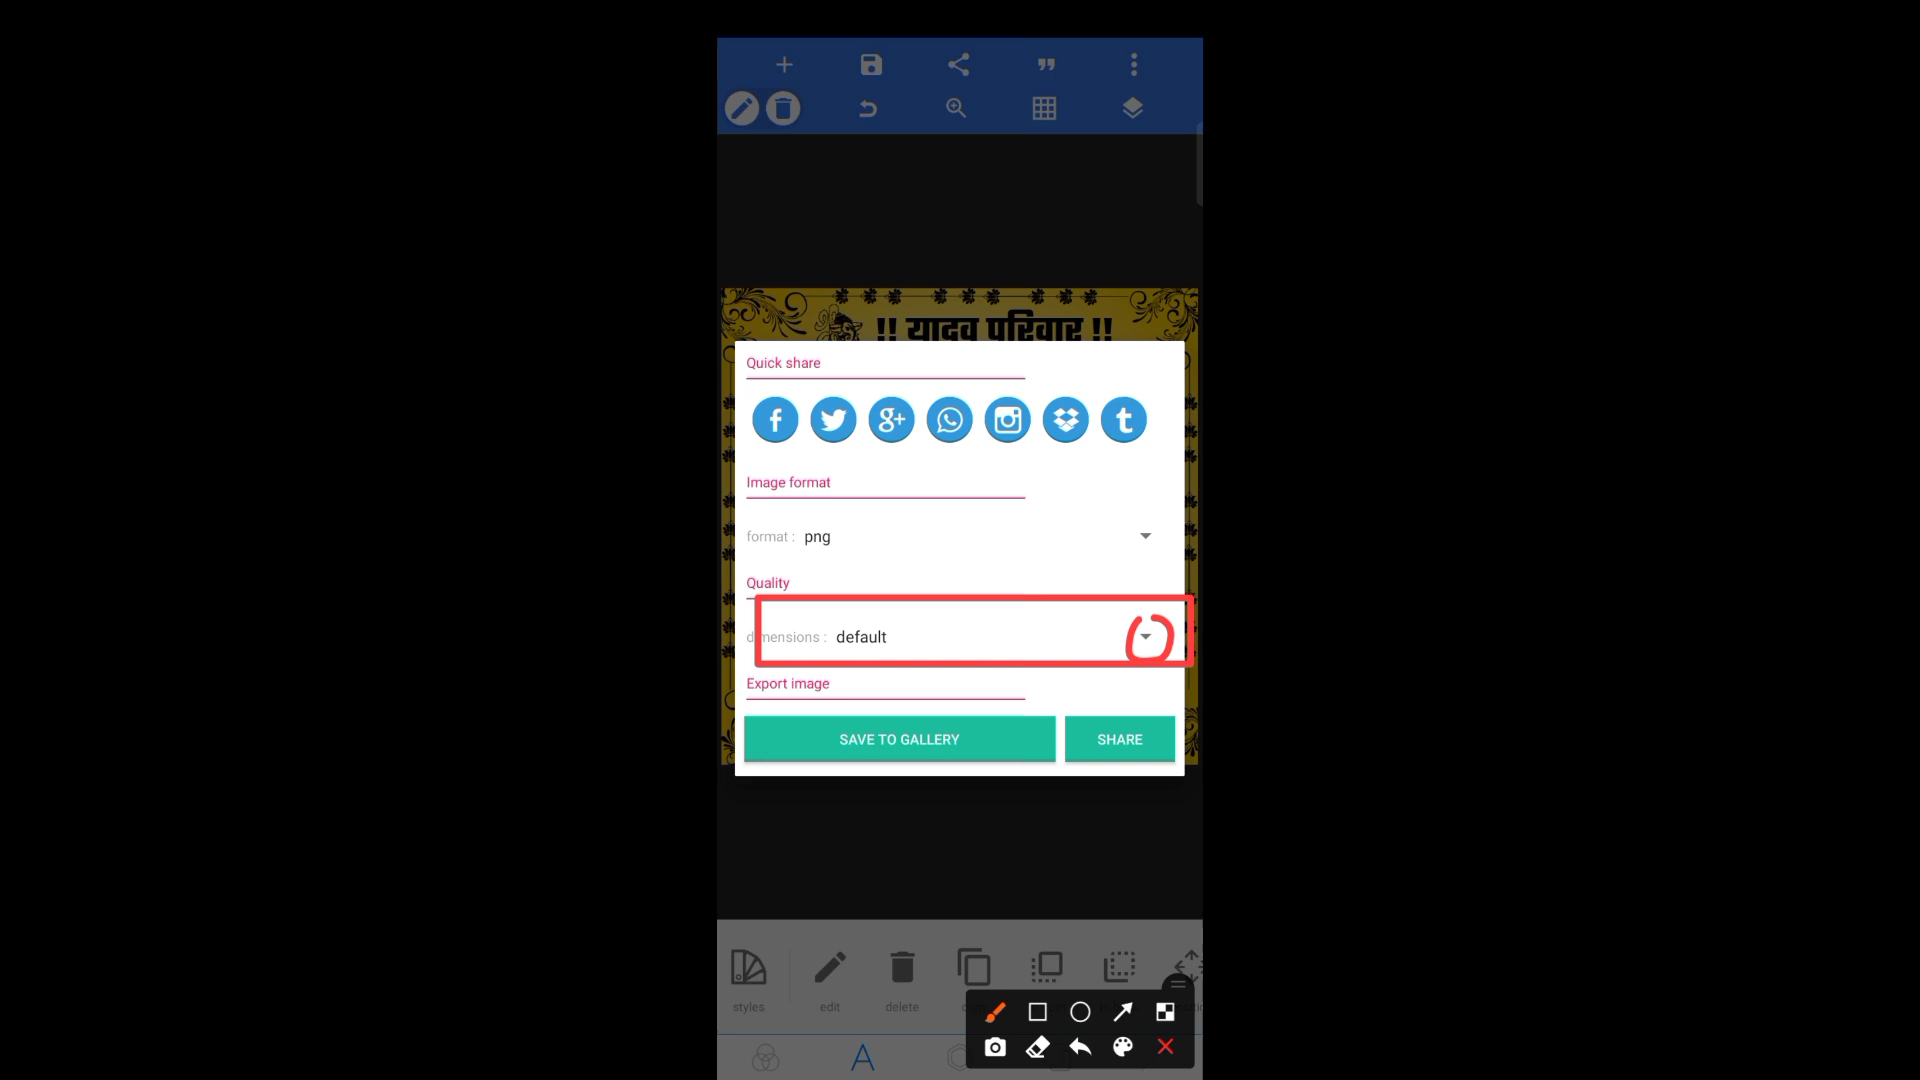 !! यादव परिवार !!
Quick share
Image format
format : png
Quality
dimensions : default
Export image
SAVE TO GALLERY
SHARE
styles
edit
delete